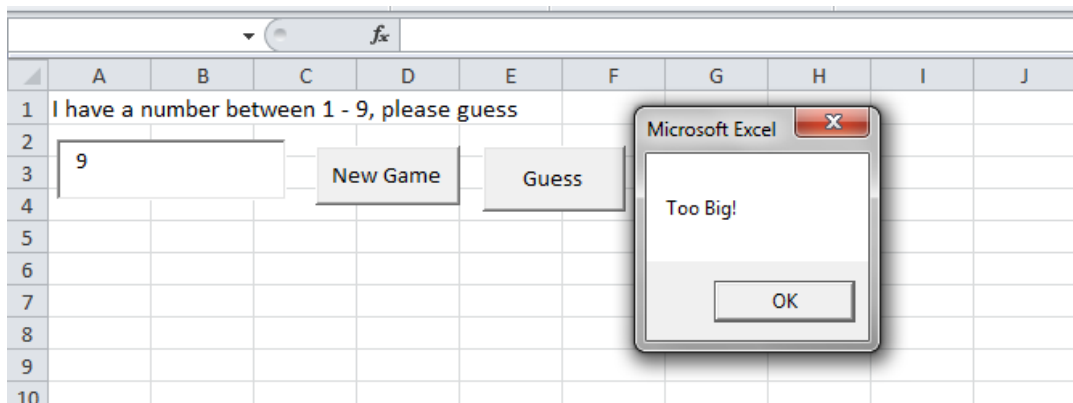 fx
A B C D E F G H I J
1 I have a number between 1 - 9, please guess
2
3
4
5
6
7
8
9
10
9
New Game
Guess
Microsoft Excel
Too Big!
OK